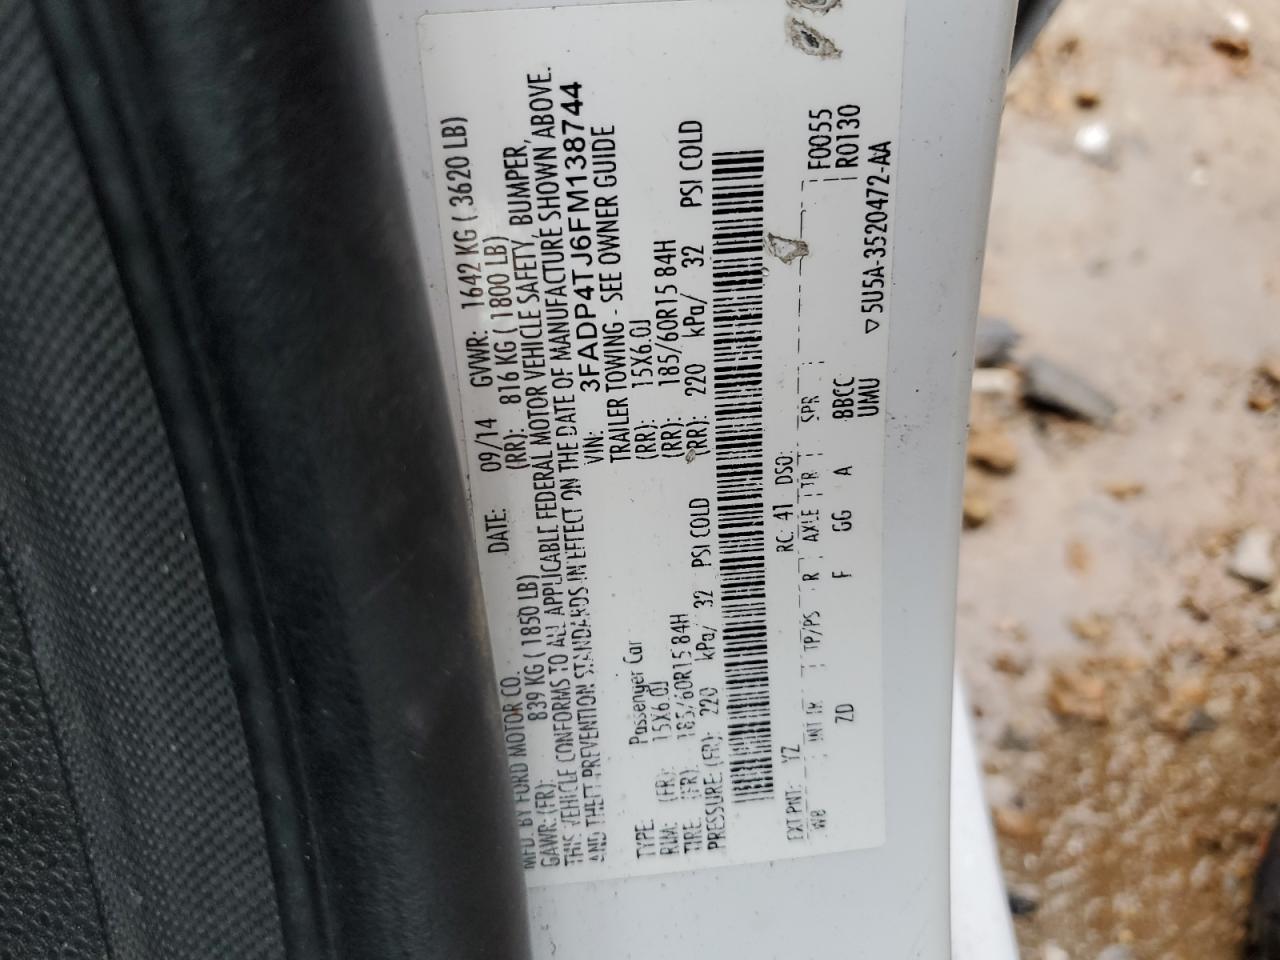 MFD. BY FORD MOTOR CO. DATE: 09/14 GVWR: 1642 KG ( 3620 LB)
GAWR: (FR): 839 KG ( 1850 LB) (RR): 816 KG ( 1800 LB)
THIS VEHICLE CONFORMS TO ALL APPLICABLE FEDERAL MOTOR VEHICLE SAFETY, BUMPER,
AND THEFT PREVENTION STANDARDS IN EFFECT ON THE DATE OF MANUFACTURE SHOWN ABOVE.
VIN: 3FADP4TJ6FM138744
TYPE: Passenger Car TRAILER TOWING - SEE OWNER GUIDE
RIM: (FR): 15X6.0J (RR): 15X6.0J
TIRE: (FR): 185/60R15 84H (RR): 185/60R15 84H
PRESSURE: (FR): 220 kPa/ 32 PSI COLD (RR): 220 kPa/ 32 PSI COLD
EXT PNT: YZ RC: 41 DSO: F0055
W8 INT TR TP/PS R AXLE TR SPR R0130
ZD F GG A BBCC
UMU ▽ 5U5A-3520472-AA